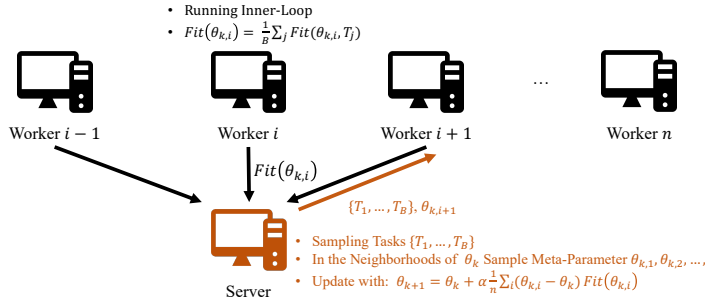 • Running Inner-Loop
• Fit(θ_{k,i}) = \frac{1}{B} ∑_j Fit(θ_{k,i}, T_j)
...
Worker i − 1
Worker i
Worker i + 1
Worker n
Fit(θ_{k,i})
{T_1, … , T_B}, θ_{k,i+1}
• Sampling Tasks {T_1, … , T_B}
• In the Neighborhoods of θ_k Sample Meta-Parameter θ_{k,1}, θ_{k,2}, … ,
• Update with: θ_{k+1} = θ_k + α \frac{1}{n} ∑_i (θ_{k,i} − θ_k) Fit(θ_{k,i})
Server